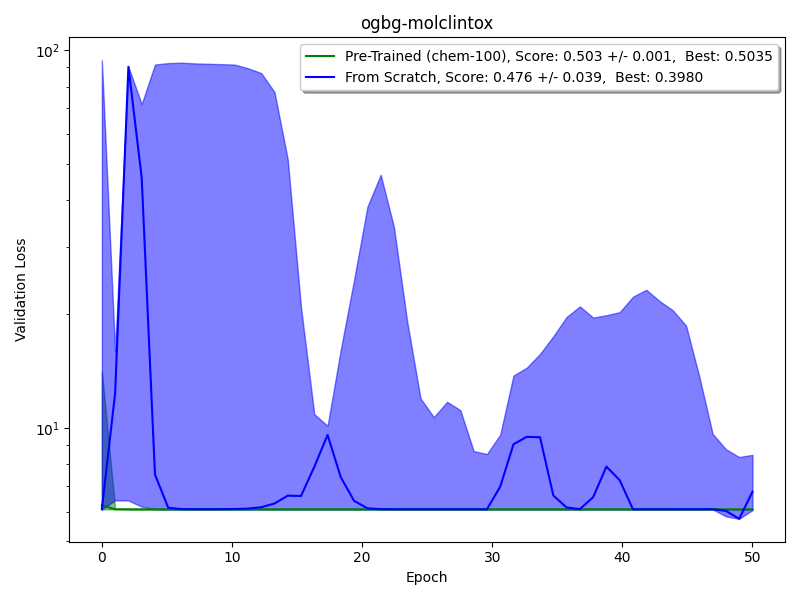 ogbg-molclintox
Pre-Trained (chem-100), Score: 0.503 +/- 0.001,  Best: 0.5035
From Scratch, Score: 0.476 +/- 0.039,  Best: 0.3980
Validation Loss
10²
10¹
0 10 20 30 40 50
Epoch